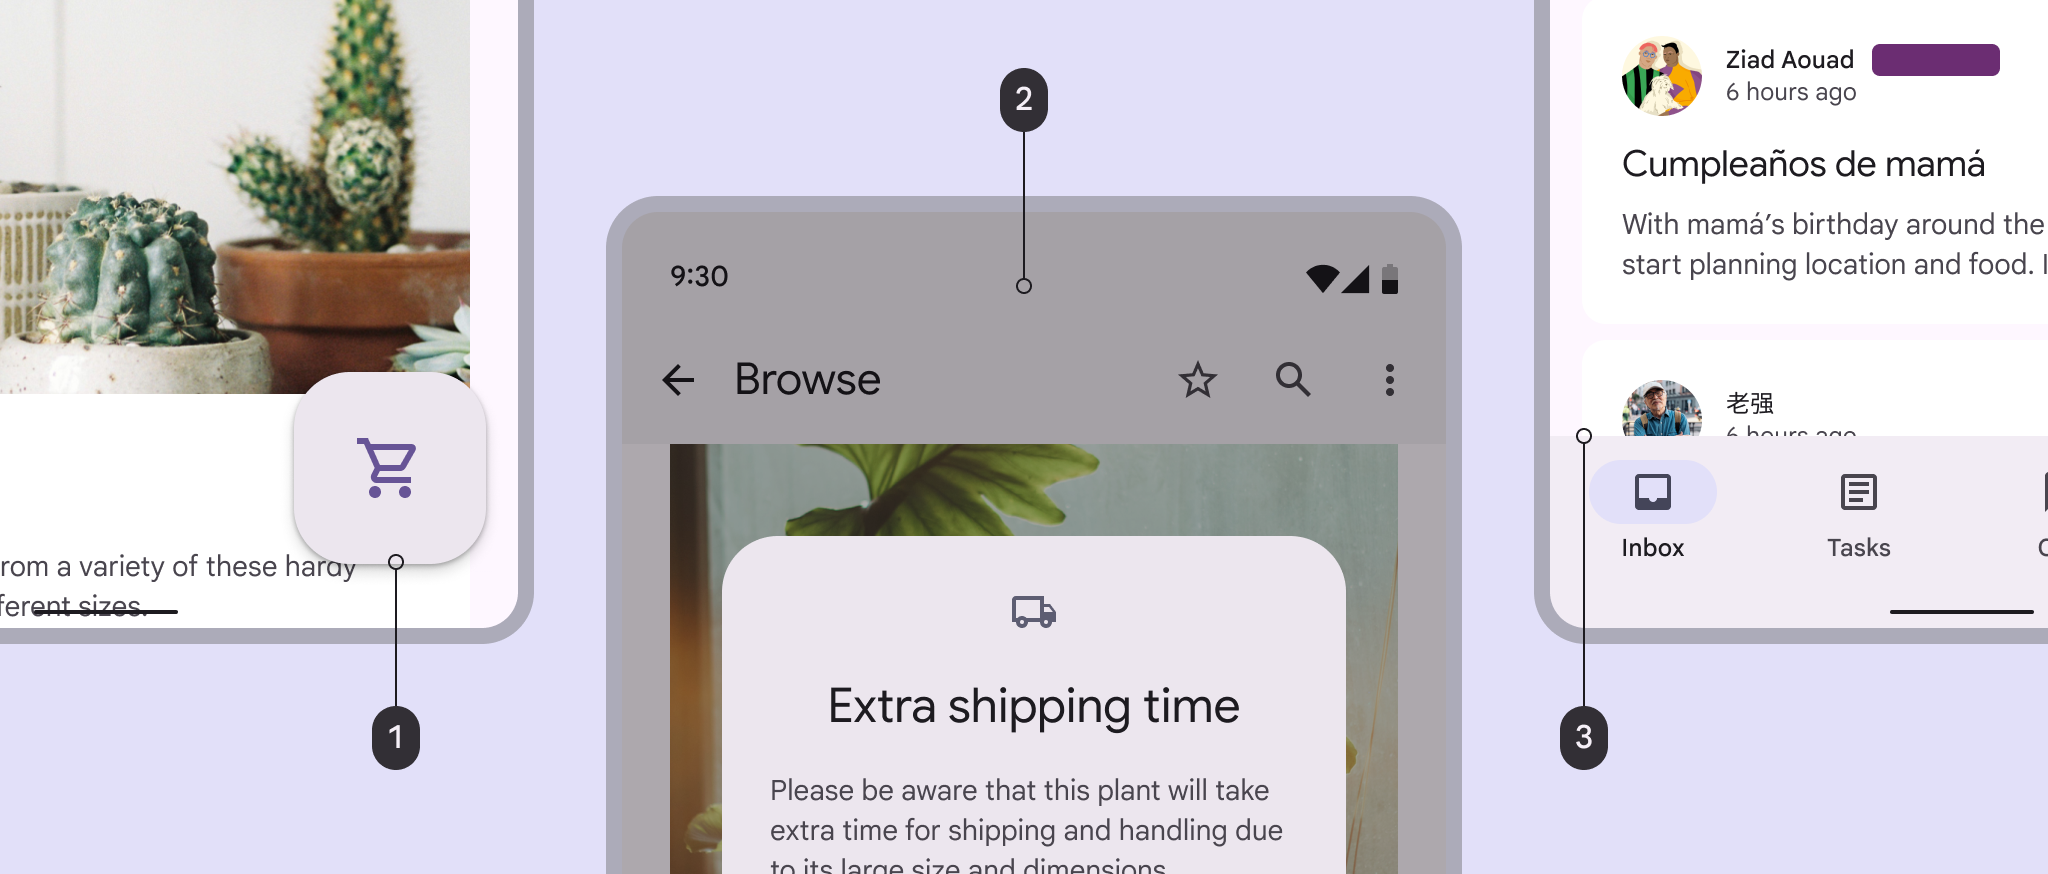 rom a variety of these hardy
ferent sizes.
1
2
9:30
Browse
Extra shipping time
Please be aware that this plant will take
extra time for shipping and handling due
to its large size and dimensions
Ziad Aouad
6 hours ago
Cumpleaños de mamá
With mamá’s birthday around the
start planning location and food.
老强
6 hours ago
Inbox
Tasks
3